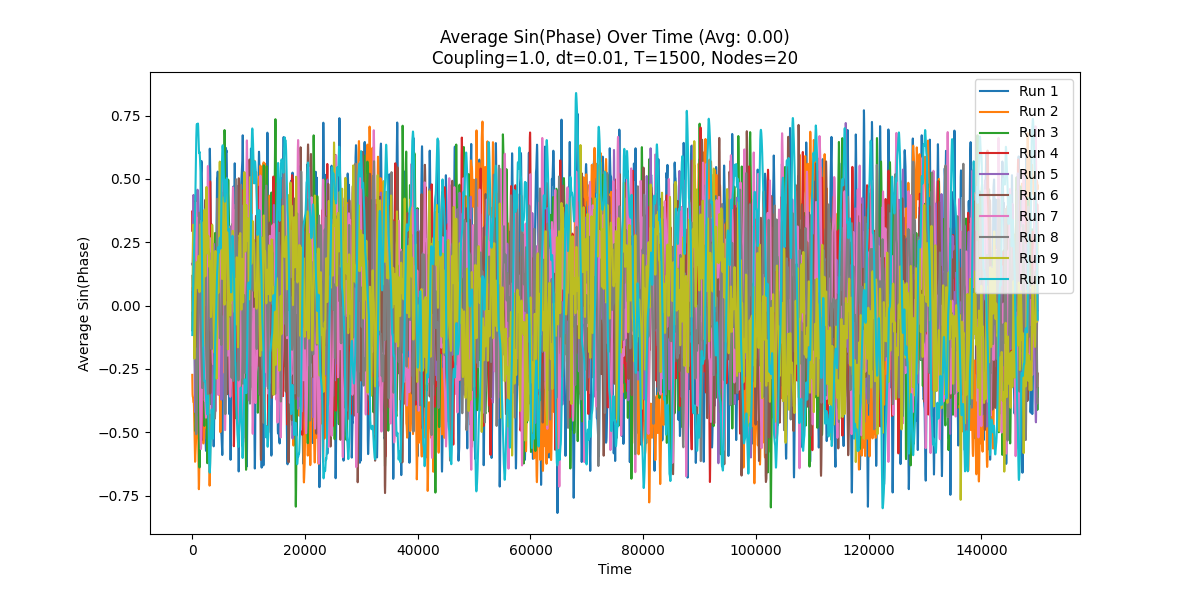 Average Sin(Phase) Over Time (Avg: 0.00)
Coupling=1.0, dt=0.01, T=1500, Nodes=20
Average Sin(Phase)
0.75
0.50
0.25
0.00
−0.25
−0.50
−0.75
Run 1
Run 2
Run 3
Run 4
Run 5
Run 6
Run 7
Run 8
Run 9
Run 10
0
20000
40000
60000
80000
100000
120000
140000
Time